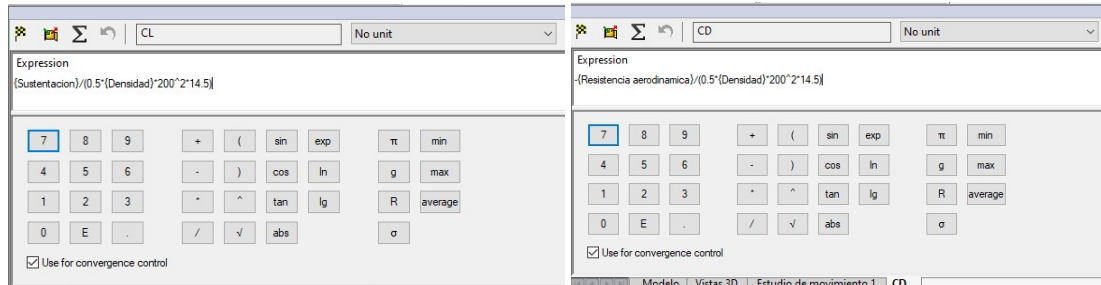 CL No unit
Expression
{Sustentacion}/(0.5*{Densidad}*200^2*14.5)
7 8 9 + ( sin exp π min
4 5 6 - ) cos ln g max
1 2 3 * ^ tan lg R average
0 E . / √ abs σ
Use for convergence control
CD No unit
Expression
-{Resistencia aerodinamica}/(0.5*{Densidad}*200^2*14.5)
7 8 9 + ( sin exp π min
4 5 6 - ) cos ln g max
1 2 3 * ^ tan lg R average
0 E . / √ abs σ
Use for convergence control
Modelo Vistas 3D Estudio de movimiento 1 CD